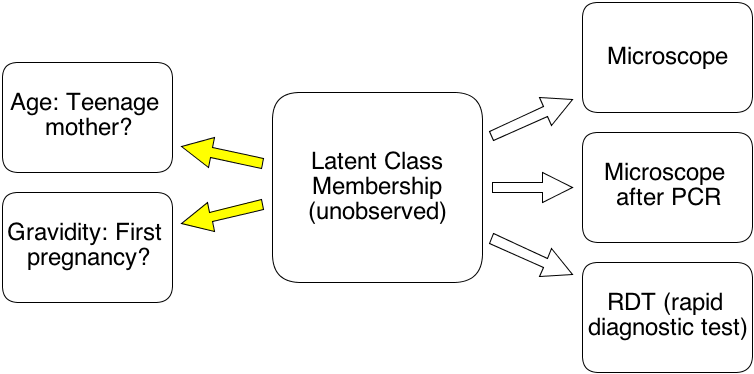 Age: Teenage
mother?
Gravidity: First
pregnancy?
Latent Class
Membership
(unobserved)
Microscope
Microscope
after PCR
RDT (rapid
diagnostic test)